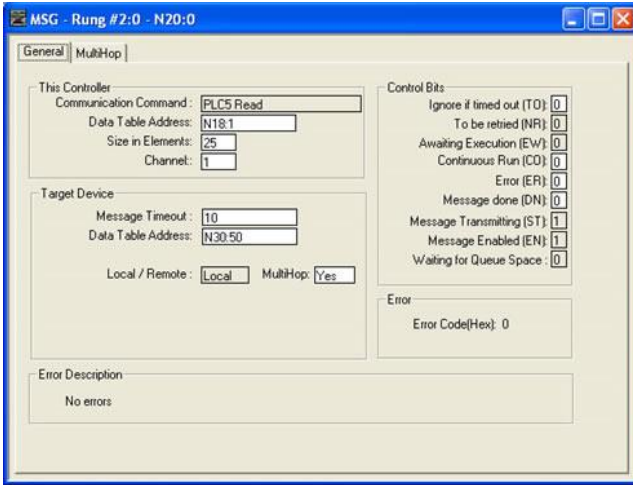 MSG - Rung #2:0 - N20:0
General MultiHop
This Controller
Communication Command : PLC5 Read
Data Table Address: N18:1
Size in Elements: 25
Channel: 1
Target Device
Message Timeout : 10
Data Table Address: N30:50
Local / Remote : Local MultiHop: Yes
Control Bits
Ignore if timed out (TO): 0
To be retried (NR): 0
Awaiting Execution (EW): 0
Continuous Run (CO): 0
Error (ER): 0
Message done (DN): 0
Message Transmitting (ST): 1
Message Enabled (EN): 1
Waiting for Queue Space : 0
Error
Error Code(Hex): 0
Error Description
No errors